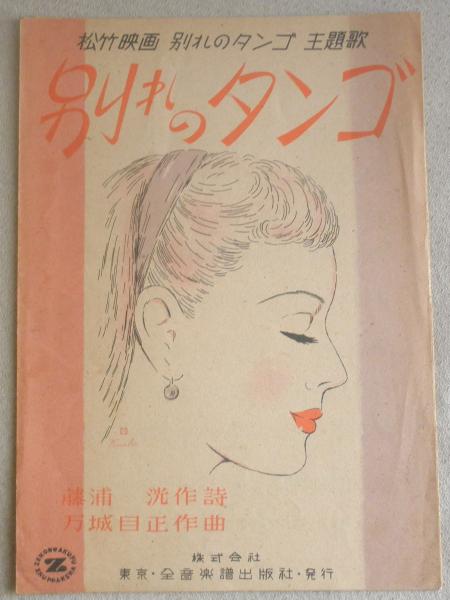 松竹映画 別れのタンゴ 主題歌
別れのタンゴ
藤浦 洸作詩
万城目正作曲
株式会社
東京・全音楽譜出版社・発行
ZENONGAKUFU
Z
SHUPPANSHA